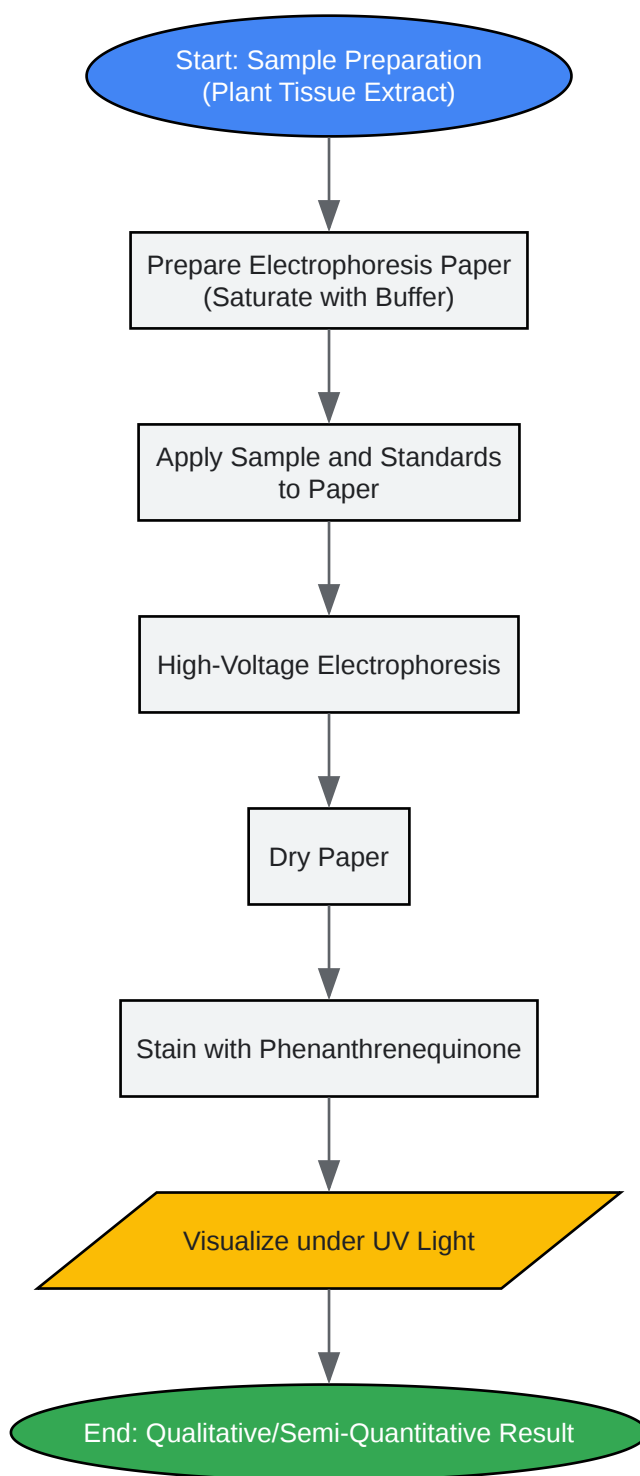 Start: Sample Preparation
(Plant Tissue Extract)
Prepare Electrophoresis Paper
(Saturate with Buffer)
Apply Sample and Standards
to Paper
High-Voltage Electrophoresis
Dry Paper
Stain with Phenanthrenequinone
Visualize under UV Light
End: Qualitative/Semi-Quantitative Result